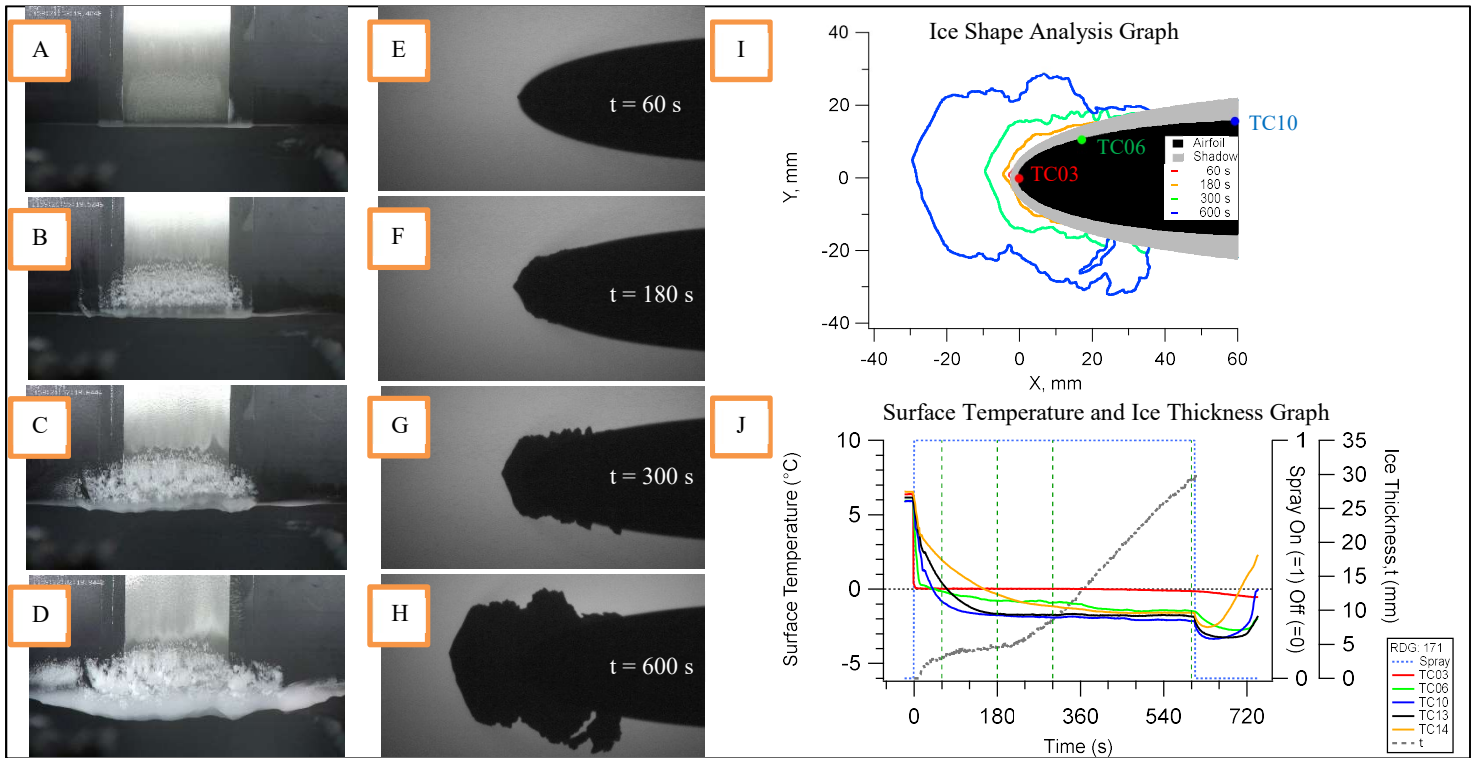 A
B
C
D
E
t = 60 s
F
t = 180 s
G
t = 300 s
H
t = 600 s
I
Ice Shape Analysis Graph
40
20
0
-20
-40
Y, mm
-40
-20
0
20
40
60
X, mm
TC10
TC06
TC03
Airfoil
Shadow
60 s
180 s
300 s
600 s
J
Surface Temperature and Ice Thickness Graph
10
5
0
-5
Surface Temperature (°C)
1
0
Spray On (=1) Off (=0)
35
30
25
20
15
10
5
0
Ice Thickness,t (mm)
0
180
360
540
720
Time (s)
RDG: 171
Spray
TC03
TC06
TC10
TC13
TC14
t